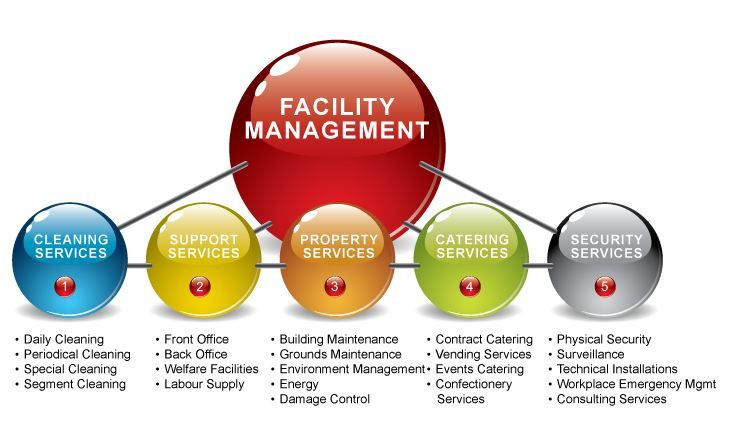 FACILITY
MANAGEMENT
CLEANING
SERVICES
1
SUPPORT
SERVICES
2
PROPERTY
SERVICES
3
CATERING
SERVICES
4
SECURITY
SERVICES
5
• Daily Cleaning
• Periodical Cleaning
• Special Cleaning
• Segment Cleaning
• Front Office
• Back Office
• Welfare Facilities
• Labour Supply
• Building Maintenance
• Grounds Maintenance
• Environment Management
• Energy
• Damage Control
• Contract Catering
• Vending Services
• Events Catering
• Confectionery
Services
• Physical Security
• Surveillance
• Technical Installations
• Workplace Emergency Mgmt
• Consulting Services